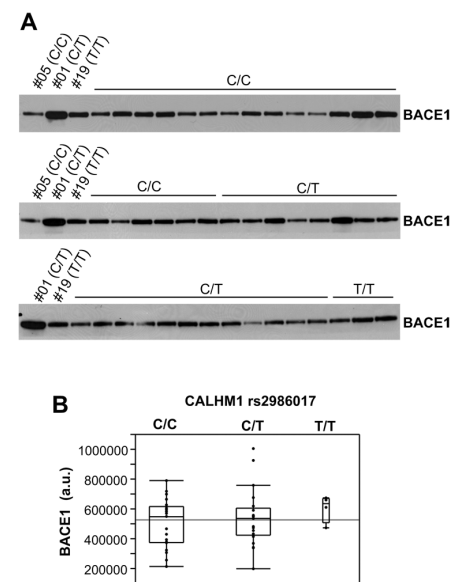 A
#05 (C/C)
#01 (C/T)
#19 (T/T)
C/C
BACE1
#05 (C/C)
#01 (C/T)
#19 (T/T)
C/C
C/T
BACE1
#01 (C/T)
#19 (T/T)
C/T
T/T
BACE1
B
CALHM1 rs2986017
C/C C/T T/T
BACE1 (a.u.)
1000000
800000
600000
400000
200000